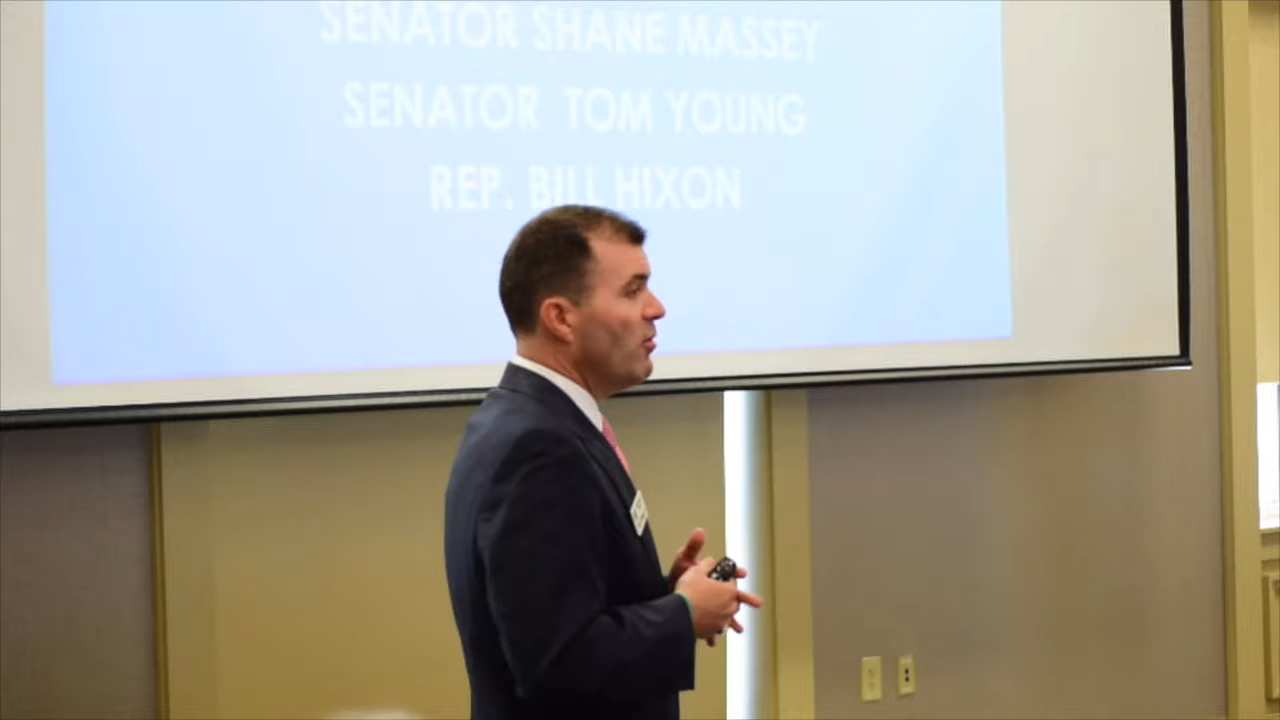 SENATOR SHANE MASSEY
SENATOR TOM YOUNG
REP. BILL HIXON